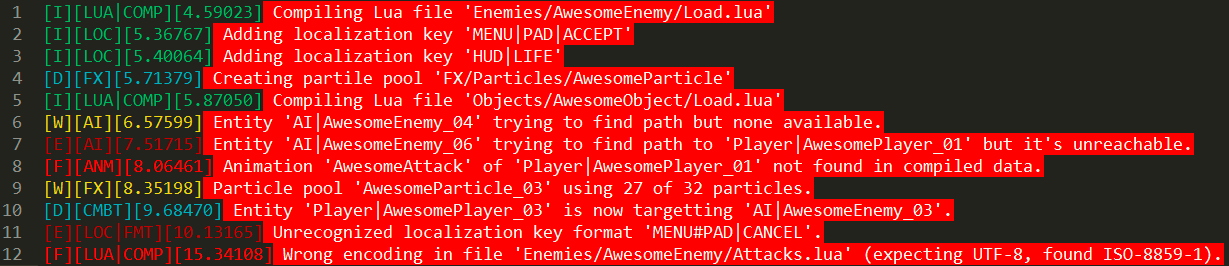 1 [I][LUA|COMP][4.59023] Compiling Lua file 'Enemies/AwesomeEnemy/Load.lua'
2 [I][LOC][5.36767] Adding localization key 'MENU|PAD|ACCEPT'
3 [I][LOC][5.40064] Adding localization key 'HUD|LIFE'
4 [D][FX][5.71379] Creating partile pool 'FX/Particles/AwesomeParticle'
5 [I][LUA|COMP][5.87050] Compiling Lua file 'Objects/AwesomeObject/Load.lua'
6 [W][AI][6.57599] Entity 'AI|AwesomeEnemy_04' trying to find path but none available.
7 [E][AI][7.51715] Entity 'AI|AwesomeEnemy_06' trying to find path to 'Player|AwesomePlayer_01' but it's unreachable.
8 [F][ANM][8.06461] Animation 'AwesomeAttack' of 'Player|AwesomePlayer_01' not found in compiled data.
9 [W][FX][8.35198] Particle pool 'AwesomeParticle_03' using 27 of 32 particles.
10 [D][CMBT][9.68470] Entity 'Player|AwesomePlayer_03' is now targetting 'AI|AwesomeEnemy_03'.
11 [E][LOC|FMT][10.13165] Unrecognized localization key format 'MENU#PAD|CANCEL'.
12 [F][LUA|COMP][15.34108] Wrong encoding in file 'Enemies/AwesomeEnemy/Attacks.lua' (expecting UTF-8, found ISO-8859-1).